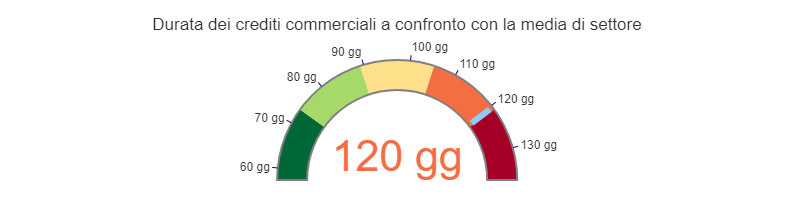 Durata dei crediti commerciali a confronto con la media di settore
60 gg
70 gg
80 gg
90 gg
100 gg
110 gg
120 gg
130 gg
120 gg